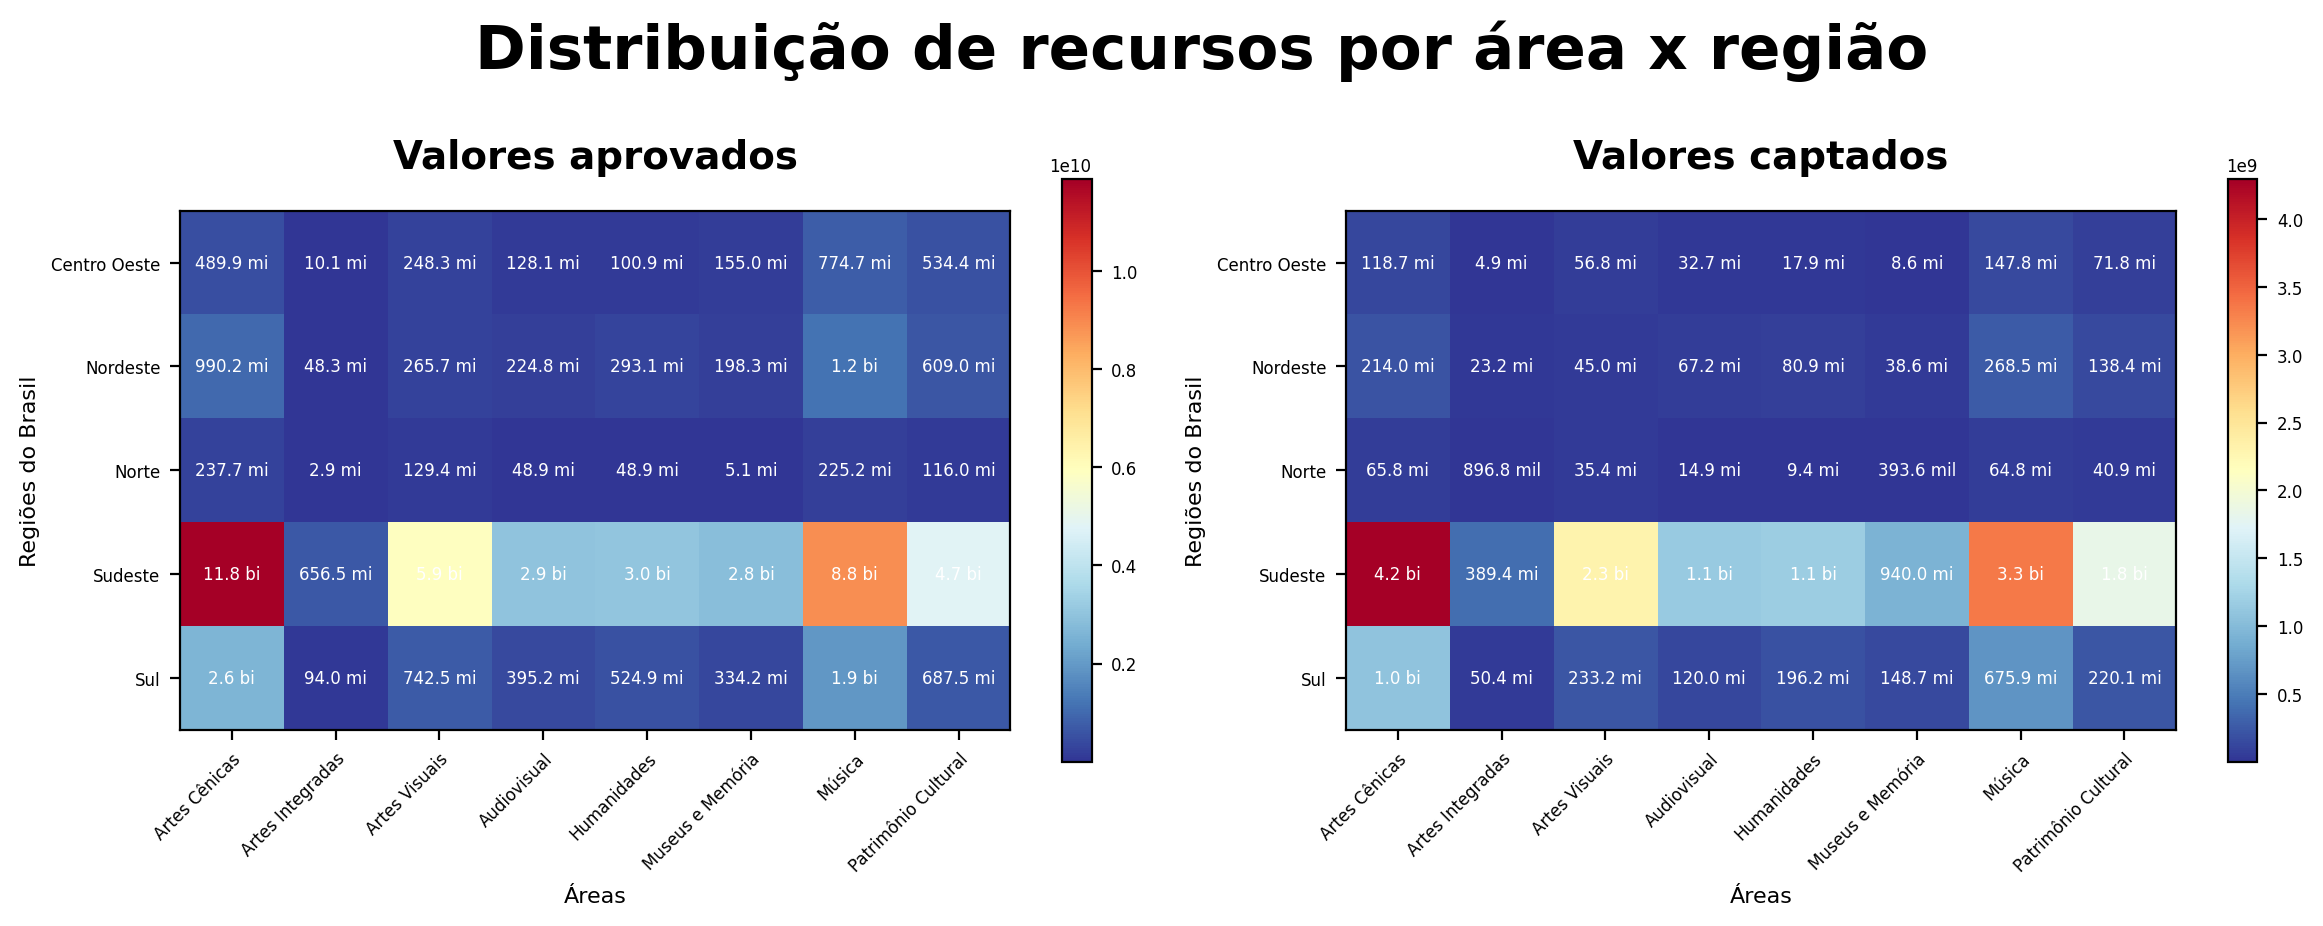 Distribuição de recursos por área x região
Valores aprovados
1e10
Regiões do Brasil
Centro Oeste 489.9 mi 10.1 mi 248.3 mi 128.1 mi 100.9 mi 155.0 mi 774.7 mi 534.4 mi
Nordeste 990.2 mi 48.3 mi 265.7 mi 224.8 mi 293.1 mi 198.3 mi 1.2 bi 609.0 mi
Norte 237.7 mi 2.9 mi 129.4 mi 48.9 mi 48.9 mi 5.1 mi 225.2 mi 116.0 mi
Sudeste 11.8 bi 656.5 mi 5.9 bi 2.9 bi 3.0 bi 2.8 bi 8.8 bi 4.7 bi
Sul 2.6 bi 94.0 mi 742.5 mi 395.2 mi 524.9 mi 334.2 mi 1.9 bi 687.5 mi
Artes Cênicas Artes Integradas Artes Visuais Audiovisual Humanidades Museus e Memória Música Patrimônio Cultural
Áreas
1.0
0.8
0.6
0.4
0.2
Valores captados
1e9
Regiões do Brasil
Centro Oeste 118.7 mi 4.9 mi 56.8 mi 32.7 mi 17.9 mi 8.6 mi 147.8 mi 71.8 mi
Nordeste 214.0 mi 23.2 mi 45.0 mi 67.2 mi 80.9 mi 38.6 mi 268.5 mi 138.4 mi
Norte 65.8 mi 896.8 mil 35.4 mi 14.9 mi 9.4 mi 393.6 mil 64.8 mi 40.9 mi
Sudeste 4.2 bi 389.4 mi 2.3 bi 1.1 bi 1.1 bi 940.0 mi 3.3 bi 1.8 bi
Sul 1.0 bi 50.4 mi 233.2 mi 120.0 mi 196.2 mi 148.7 mi 675.9 mi 220.1 mi
Artes Cênicas Artes Integradas Artes Visuais Audiovisual Humanidades Museus e Memória Música Patrimônio Cultural
Áreas
4.0
3.5
3.0
2.5
2.0
1.5
1.0
0.5